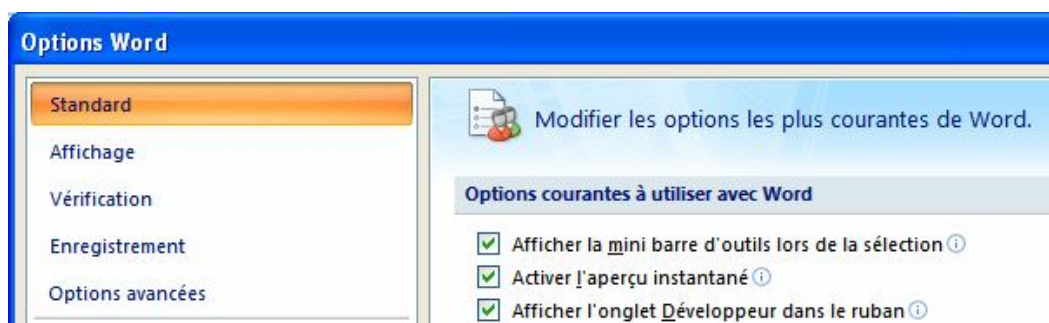 Options Word
Standard
Affichage
Vérification
Enregistrement
Options avancées
Modifier les options les plus courantes de Word.
Options courantes à utiliser avec Word
Afficher la mini barre d'outils lors de la sélection
Activer l'aperçu instantané
Afficher l'onglet Développeur dans le ruban